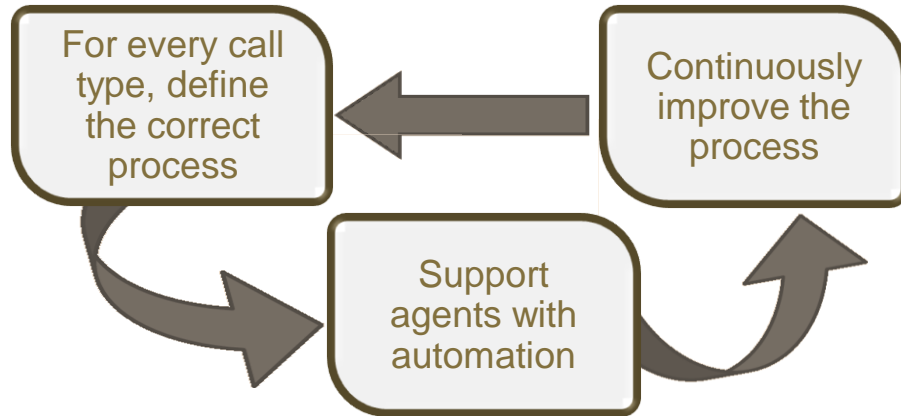 For every call
type, define
the correct
process
Continuously
improve the
process
Support
agents with
automation